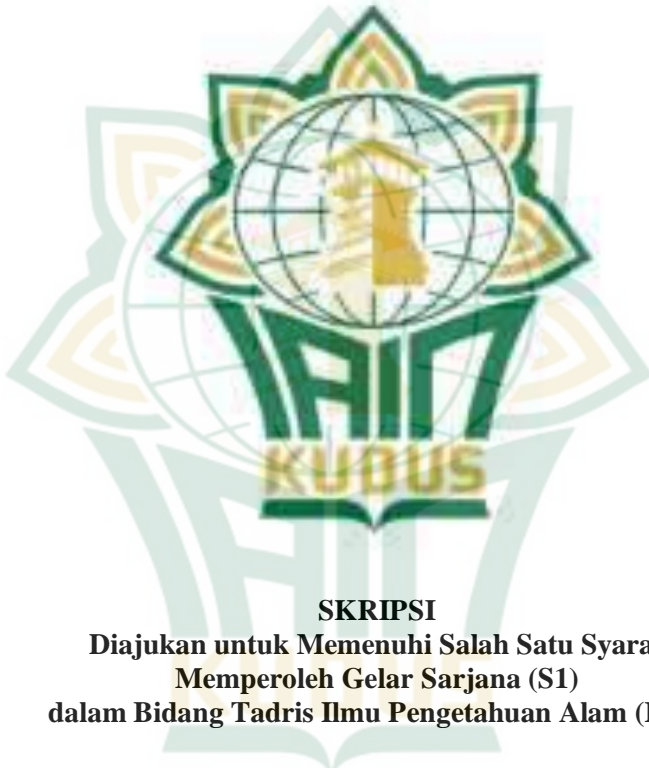 IAIN
KUDUS
SKRIPSI
Diajukan untuk Memenuhi Salah Satu Syara
Memperoleh Gelar Sarjana (S1)
dalam Bidang Tadris Ilmu Pengetahuan Alam (I